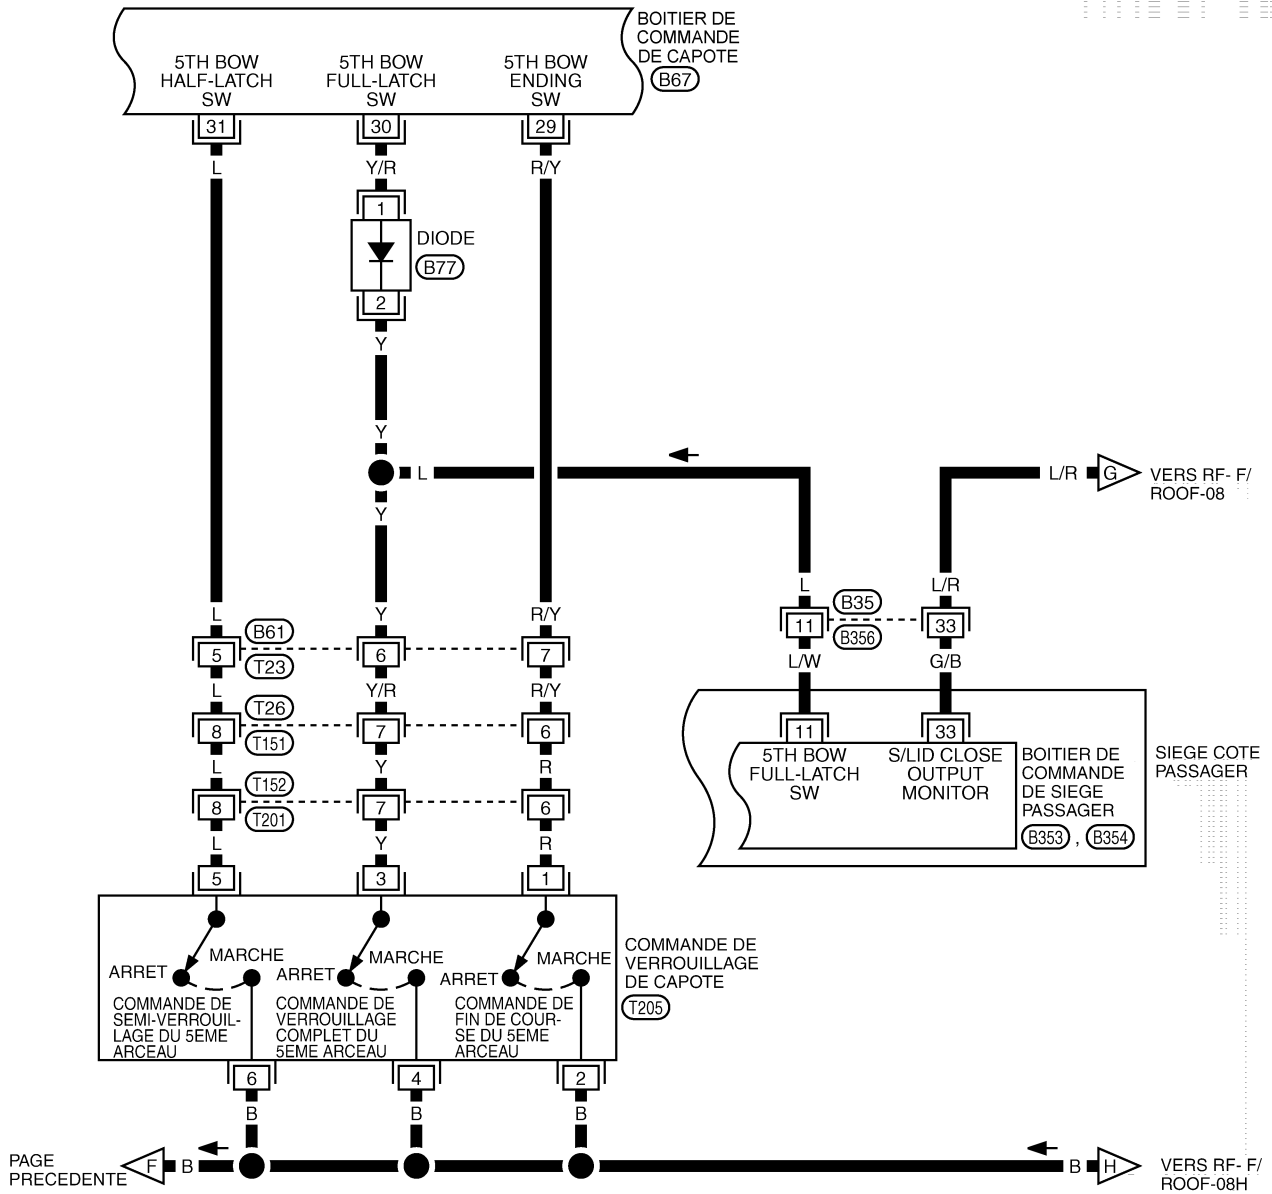 BOITIER DE
COMMANDE
DE CAPOTE
B67
5TH BOW
HALF-LATCH
SW
5TH BOW
FULL-LATCH
SW
5TH BOW
ENDING
SW
31
30
29
L
Y/R
R/Y
1
DIODE
B77
2
Y
Y
L
Y
L/R
G
VERS RF- F/
ROOF-08
L
Y
R/Y
L
L/R
B35
B356
11
33
L/W
G/B
B61
T23
5
6
7
L
Y/R
R/Y
T26
T151
8
7
6
L
Y
R
T152
T201
8
7
6
L
Y
R
5
3
1
11
33
5TH BOW
FULL-LATCH
SW
S/LID CLOSE
OUTPUT
MONITOR
BOITIER DE
COMMANDE
DE SIEGE
PASSAGER
B353 , B354
SIEGE COTE
PASSAGER
ARRET
MARCHE
COMMANDE DE
SEMI-VERROUIL-
LAGE DU 5EME
ARCEAU
ARRET
MARCHE
COMMANDE DE
VERROUILLAGE
COMPLET DU
5EME ARCEAU
ARRET
MARCHE
COMMANDE DE
FIN DE COUR-
SE DU 5EME
ARCEAU
COMMANDE DE
VERROUILLAGE
DE CAPOTE
T205
6
4
2
B
B
B
PAGE
PRECEDENTE
F
B
B
H
VERS RF- F/
ROOF-08H